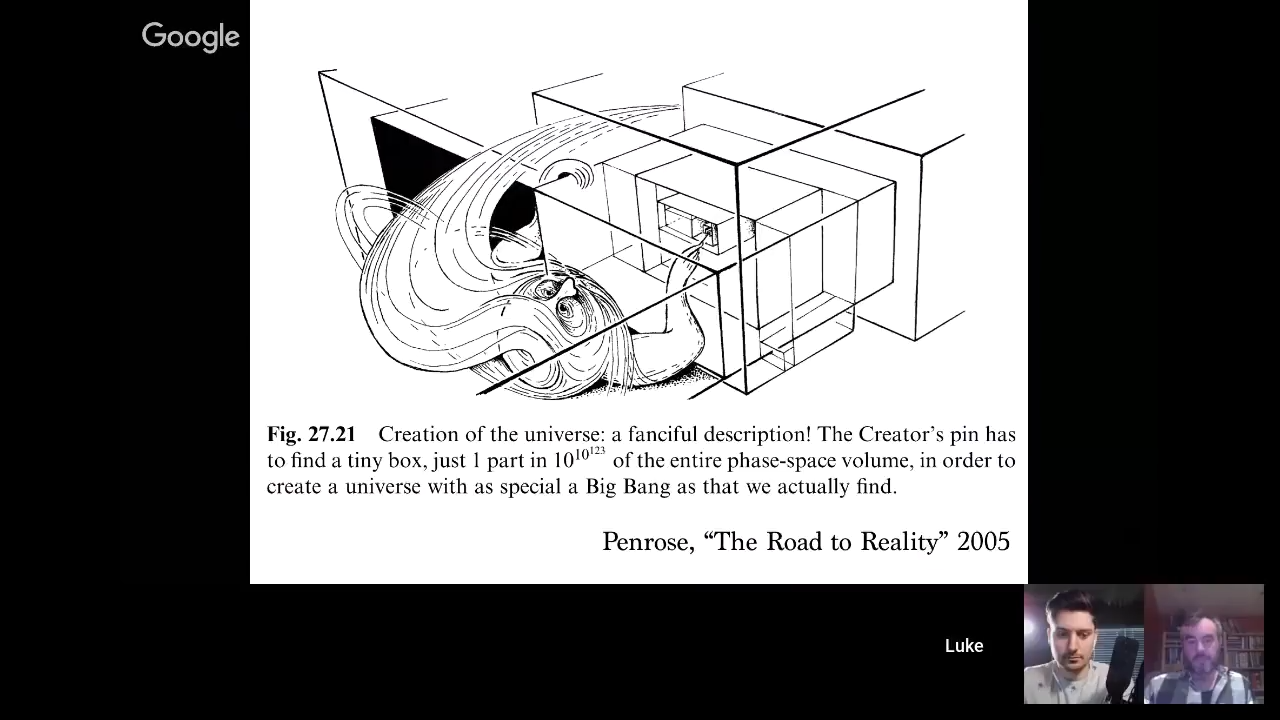 Google
Fig. 27.21 Creation of the universe: a fanciful description! The Creator's pin has
to find a tiny box, just 1 part in 10^10^123 of the entire phase-space volume, in order to
create a universe with as special a Big Bang as that we actually find.
Penrose, “The Road to Reality” 2005
Luke